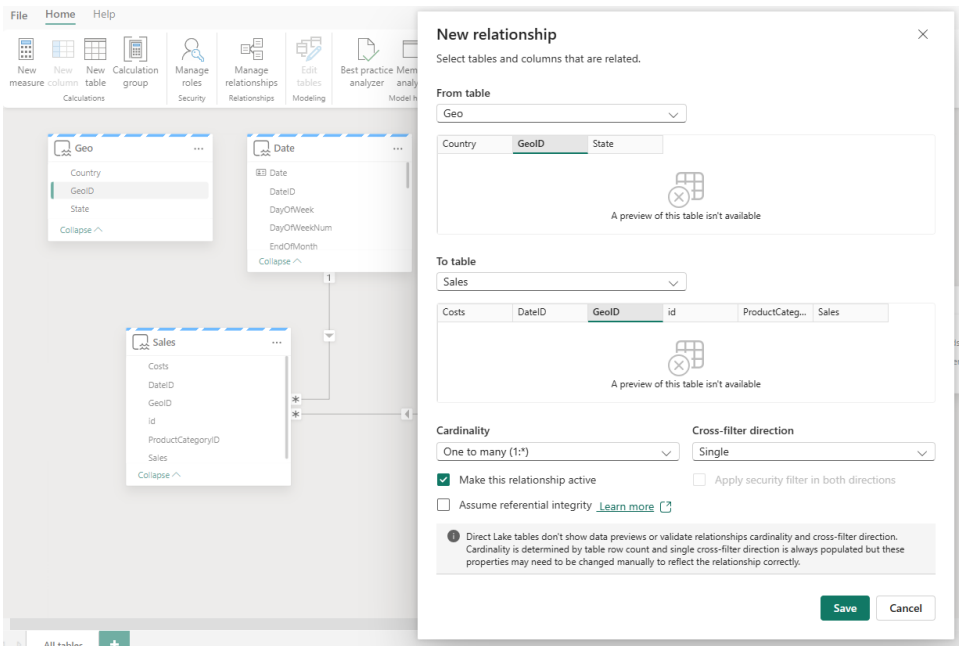 File Home Help
New measure
New column
New table
Calculation group
Calculations
Manage roles
Security
Manage relationships
Relationships
Edit tables
Modeling
Best practice analyzer
Model h
Geo
Country
GeoID
State
Collapse
Date
Date
DateID
DayOfWeek
DayOfWeekNum
EndOfMonth
Collapse
1
Sales
Costs
DateID
GeoID
id
ProductCategoryID
Sales
Collapse
*
*
All tables
+
New relationship
Select tables and columns that are related.
From table
Geo
Country GeoID State
A preview of this table isn't available
To table
Sales
Costs DateID GeoID id ProductCateg... Sales
A preview of this table isn't available
Cardinality
One to many (1:*)
Cross-filter direction
Single
Make this relationship active
Apply security filter in both directions
Assume referential integrity Learn more
Direct Lake tables don't show data previews or validate relationships cardinality and cross-filter direction.
Cardinality is determined by table row count and single cross-filter direction is always populated but these
properties may need to be changed manually to reflect the relationship correctly.
Save Cancel